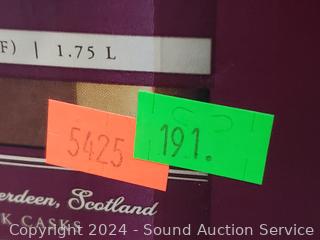 F) | 1.75 L
5425
191.
erdeen, Scotland
K CASKS
Copyright 2024 - Sound Auction Service